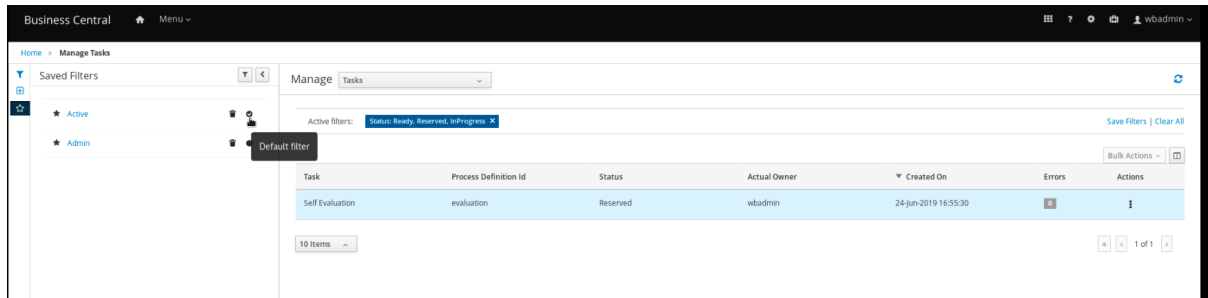 Business Central Menu wbadmin
Home » Manage Tasks
Saved Filters
Active
Default filter
Admin
Manage Tasks
Active filters: Status: Ready, Reserved, InProgress X Save Filters | Clear All
Bulk Actions
Task Process Definition Id Status Actual Owner Created On Errors Actions
Self Evaluation evaluation Reserved wbadmin 24-Jun-2019 16:55:30 0
10 Items « < 1 of 1 >